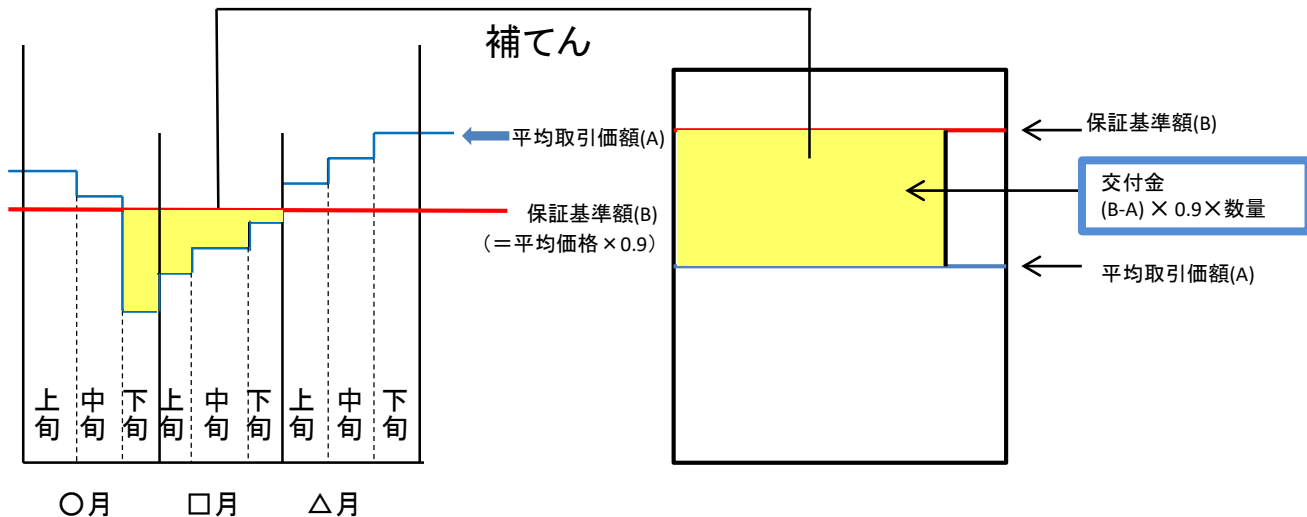 補てん
平均取引価額(A)
保証基準額(B)
(＝平均価格×0.9)
上旬
中旬
下旬
上旬
中旬
下旬
上旬
中旬
下旬
〇月
□月
△月
保証基準額(B)
交付金
(B-A) × 0.9×数量
平均取引価額(A)